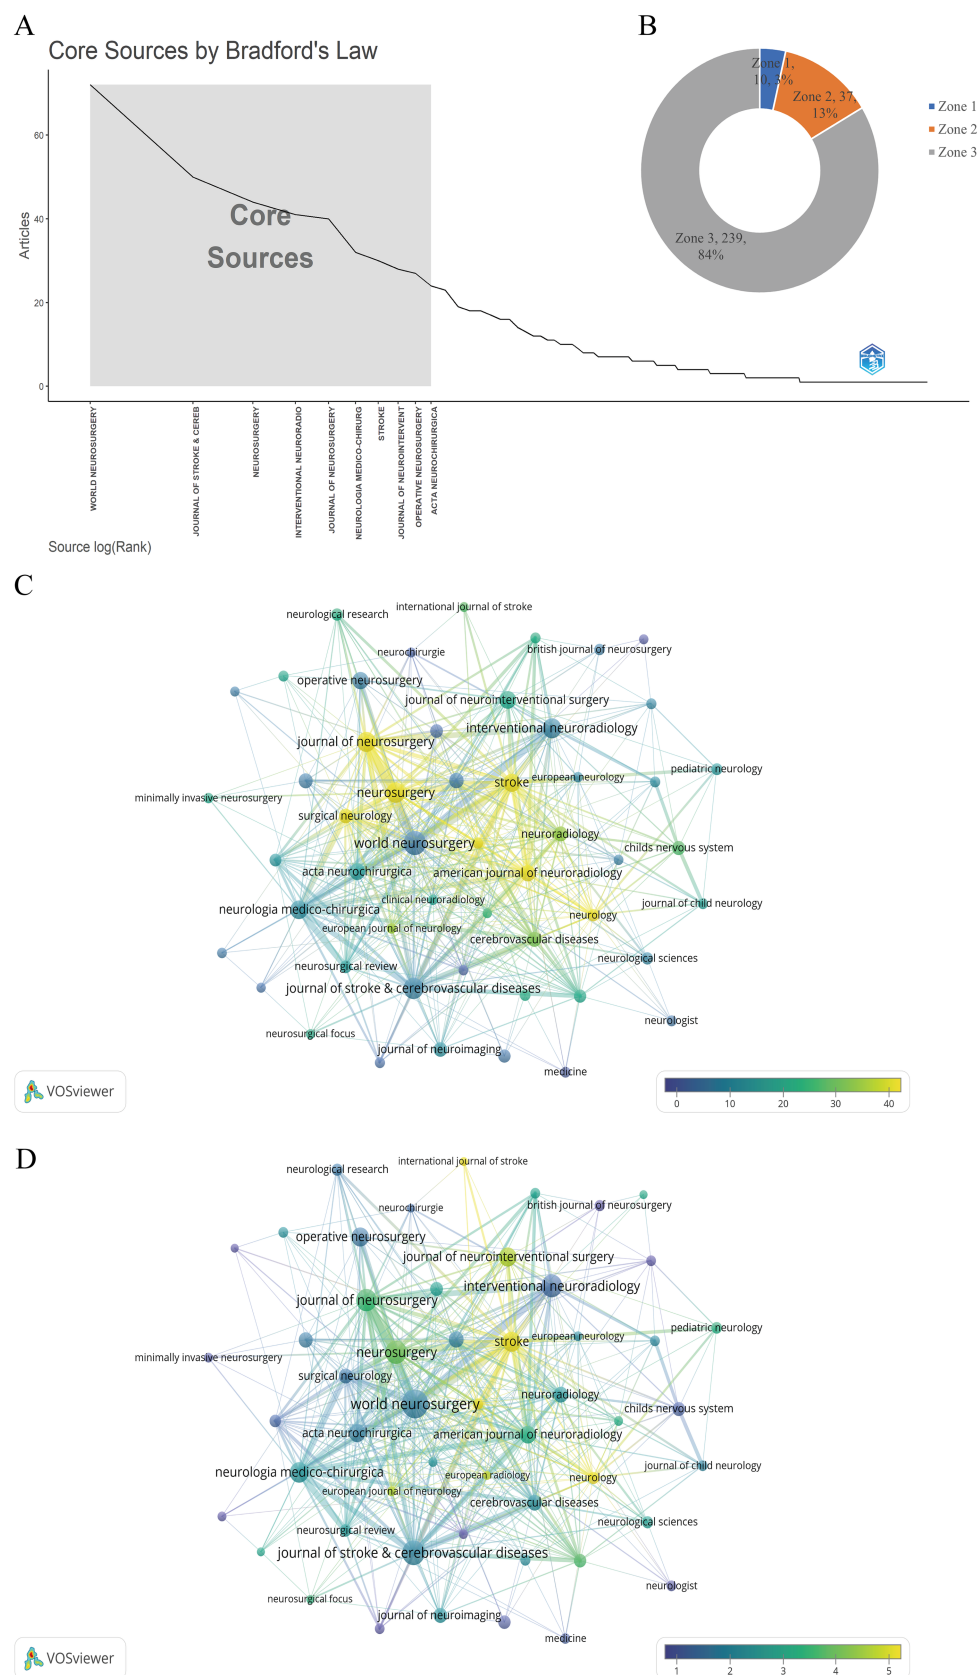 A
Core Sources by Bradford's Law
Articles
60
40
20
0
Core
Sources
WORLD NEUROSURGERY
JOURNAL OF STROKE & CEREB
NEUROSURGERY
INTERVENTIONAL NEURORADIO
JOURNAL OF NEUROSURGERY
NEUROLOGIA MEDICO-CHIRURG
STROKE
JOURNAL OF NEUROINTERVENT
OPERATIVE NEUROSURGERY
ACTA NEUROCHIRURGICA
Source log(Rank)
B
Zone 1,
10, 3%
Zone 2, 37,
13%
Zone 3, 239,
84%
Zone 1
Zone 2
Zone 3
C
international journal of stroke
neurological research
british journal of neurosurgery
neurochirurgie
operative neurosurgery
journal of neurointerventional surgery
interventional neuroradiology
journal of neurosurgery
pediatric neurology
european neurology
stroke
neurosurgery
minimally invasive neurosurgery
surgical neurology
neuroradiology
world neurosurgery
childs nervous system
acta neurochirurgica
american journal of neuroradiology
clinical neuroradiology
journal of child neurology
neurologia medico-chirurgica
neurology
european journal of neurology
cerebrovascular diseases
neurological sciences
neurosurgical review
journal of stroke & cerebrovascular diseases
neurologist
neurosurgical focus
journal of neuroimaging
medicine
VOSviewer
0
10
20
30
40
D
international journal of stroke
neurological research
british journal of neurosurgery
neurochirurgie
operative neurosurgery
journal of neurointerventional surgery
interventional neuroradiology
journal of neurosurgery
pediatric neurology
european neurology
stroke
neurosurgery
minimally invasive neurosurgery
surgical neurology
neuroradiology
world neurosurgery
childs nervous system
acta neurochirurgica
american journal of neuroradiology
journal of child neurology
neurologia medico-chirurgica
european radiology
neurology
european journal of neurology
cerebrovascular diseases
neurological sciences
neurosurgical review
journal of stroke & cerebrovascular diseases
neurologist
neurosurgical focus
journal of neuroimaging
medicine
VOSviewer
1
2
3
4
5